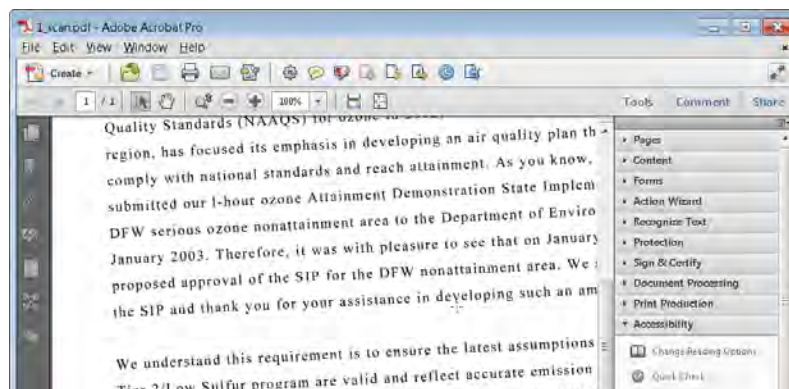 1_scan.pdf - Adobe Acrobat Pro
File Edit View Window Help
Create
1 / 1 100% Tools Comment Share
Quality Standards (NAAQS) for ozone in 2002,
region, has focused its emphasis in developing an air quality plan th
comply with national standards and reach attainment. As you know,
submitted our 1-hour ozone Attainment Demonstration State Implem
DFW serious ozone nonattainment area to the Department of Enviro
January 2003. Therefore, it was with pleasure to see that on January
proposed approval of the SIP for the DFW nonattainment area. We
the SIP and thank you for your assistance in developing such an am
We understand this requirement is to ensure the latest assumptions
Tier 2/Low Sulfur program are valid and reflect accurate emission
Pages
Content
Forms
Action Wizard
Recognize Text
Protection
Sign & Certify
Document Processing
Print Production
Accessibility
Change Reading Options
Quick Check